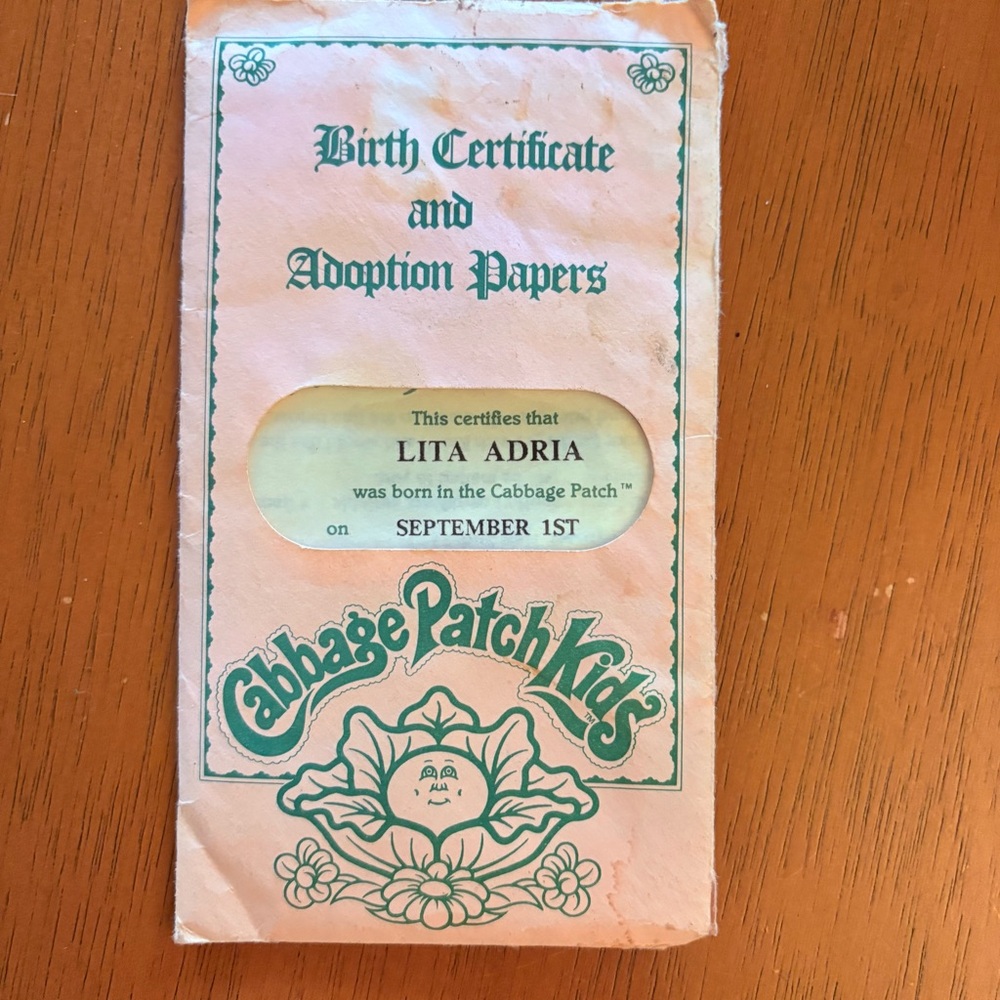 Birth Certificate
and
Adoption Papers
This certifies that
LITA ADRIA
was born in the Cabbage Patch™
on SEPTEMBER 1ST
Cabbage Patch Kids™